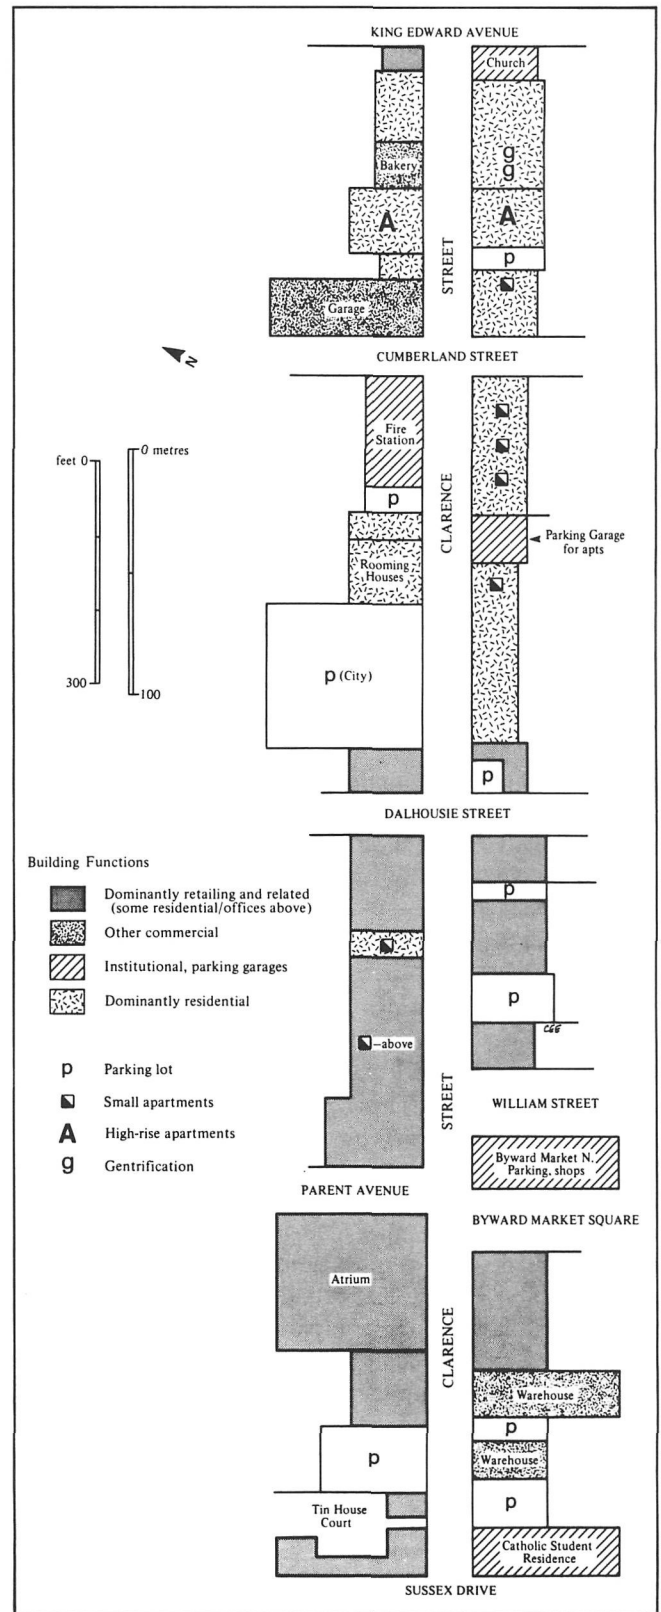 KING EDWARD AVENUE
Church
Bakery
g
g
A
A
p
STREET
Garage
N
CUMBERLAND STREET
Fire
Station
feet 0
0 metres
p
CLARENCE
Parking Garage
for apts
Rooming
Houses
p (City)
300
100
p
DALHOUSIE STREET
Building Functions
Dominantly retailing and related
(some residential/offices above)
Other commercial
Institutional, parking garages
Dominantly residential
p
p
–above
p Parking lot
Small apartments
A High-rise apartments
g Gentrification
STREET
WILLIAM STREET
Byward Market N.
Parking, shops
PARENT AVENUE
BYWARD MARKET SQUARE
Atrium
CLARENCE
Warehouse
p
p
Warehouse
p
Tin House
Court
Catholic Student
Residence
SUSSEX DRIVE